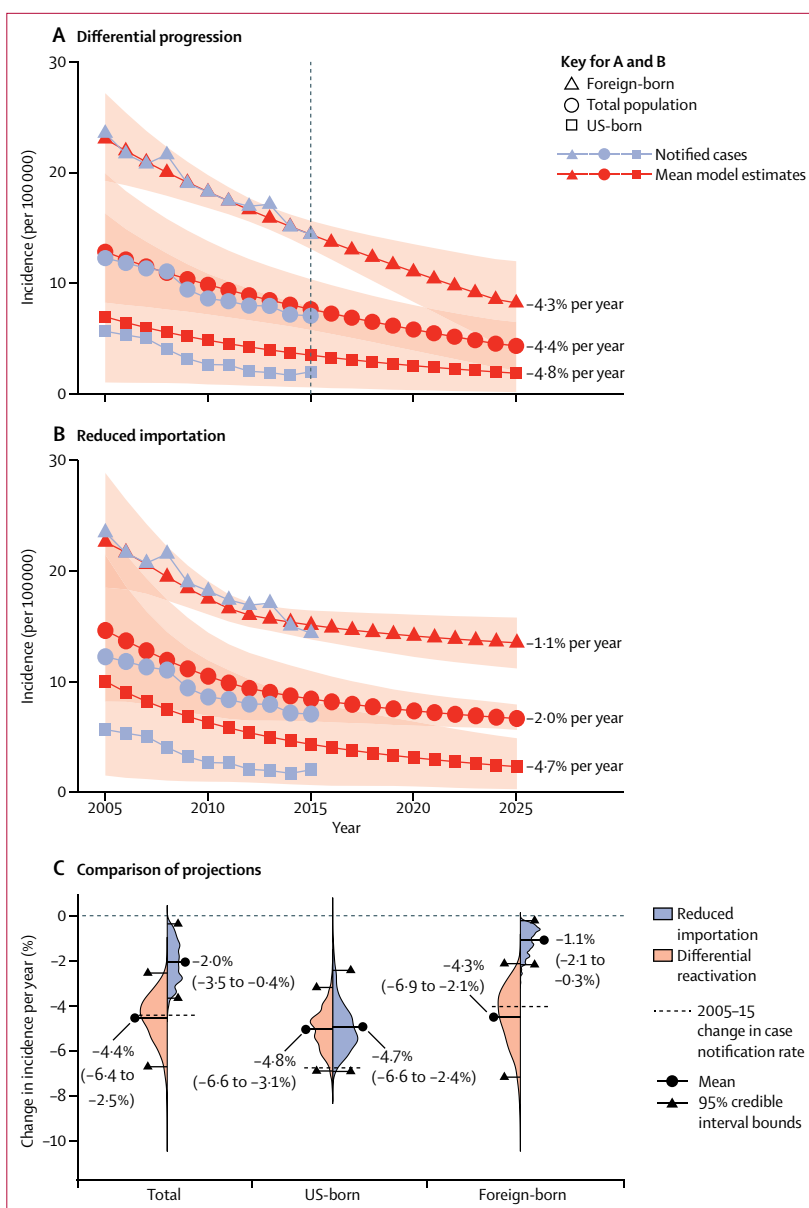 A Differential progression
Key for A and B
Foreign-born
Total population
US-born
Notified cases
Mean model estimates
30
20
10
0
Incidence (per 100 000)
–4·3% per year
–4·4% per year
–4·8% per year
B Reduced importation
30
20
10
0
Incidence (per 100 000)
–1·1% per year
–2·0% per year
–4·7% per year
2005 2010 2015 2020 2025
Year
C Comparison of projections
0
–2
–4
–6
–8
–10
Change in incidence per year (%)
–2·0%
(–3·5 to –0·4%)
–4·4%
(–6·4 to
–2·5%)
–4·8%
(–6·6 to –3·1%)
–4·7%
(–6·6 to –2·4%)
–4·3%
(–6·9 to –2·1%)
–1·1%
(–2·1 to
–0·3%)
Reduced
importation
Differential
reactivation
2005–15
change in case
notification rate
Mean
95% credible
interval bounds
Total US-born Foreign-born